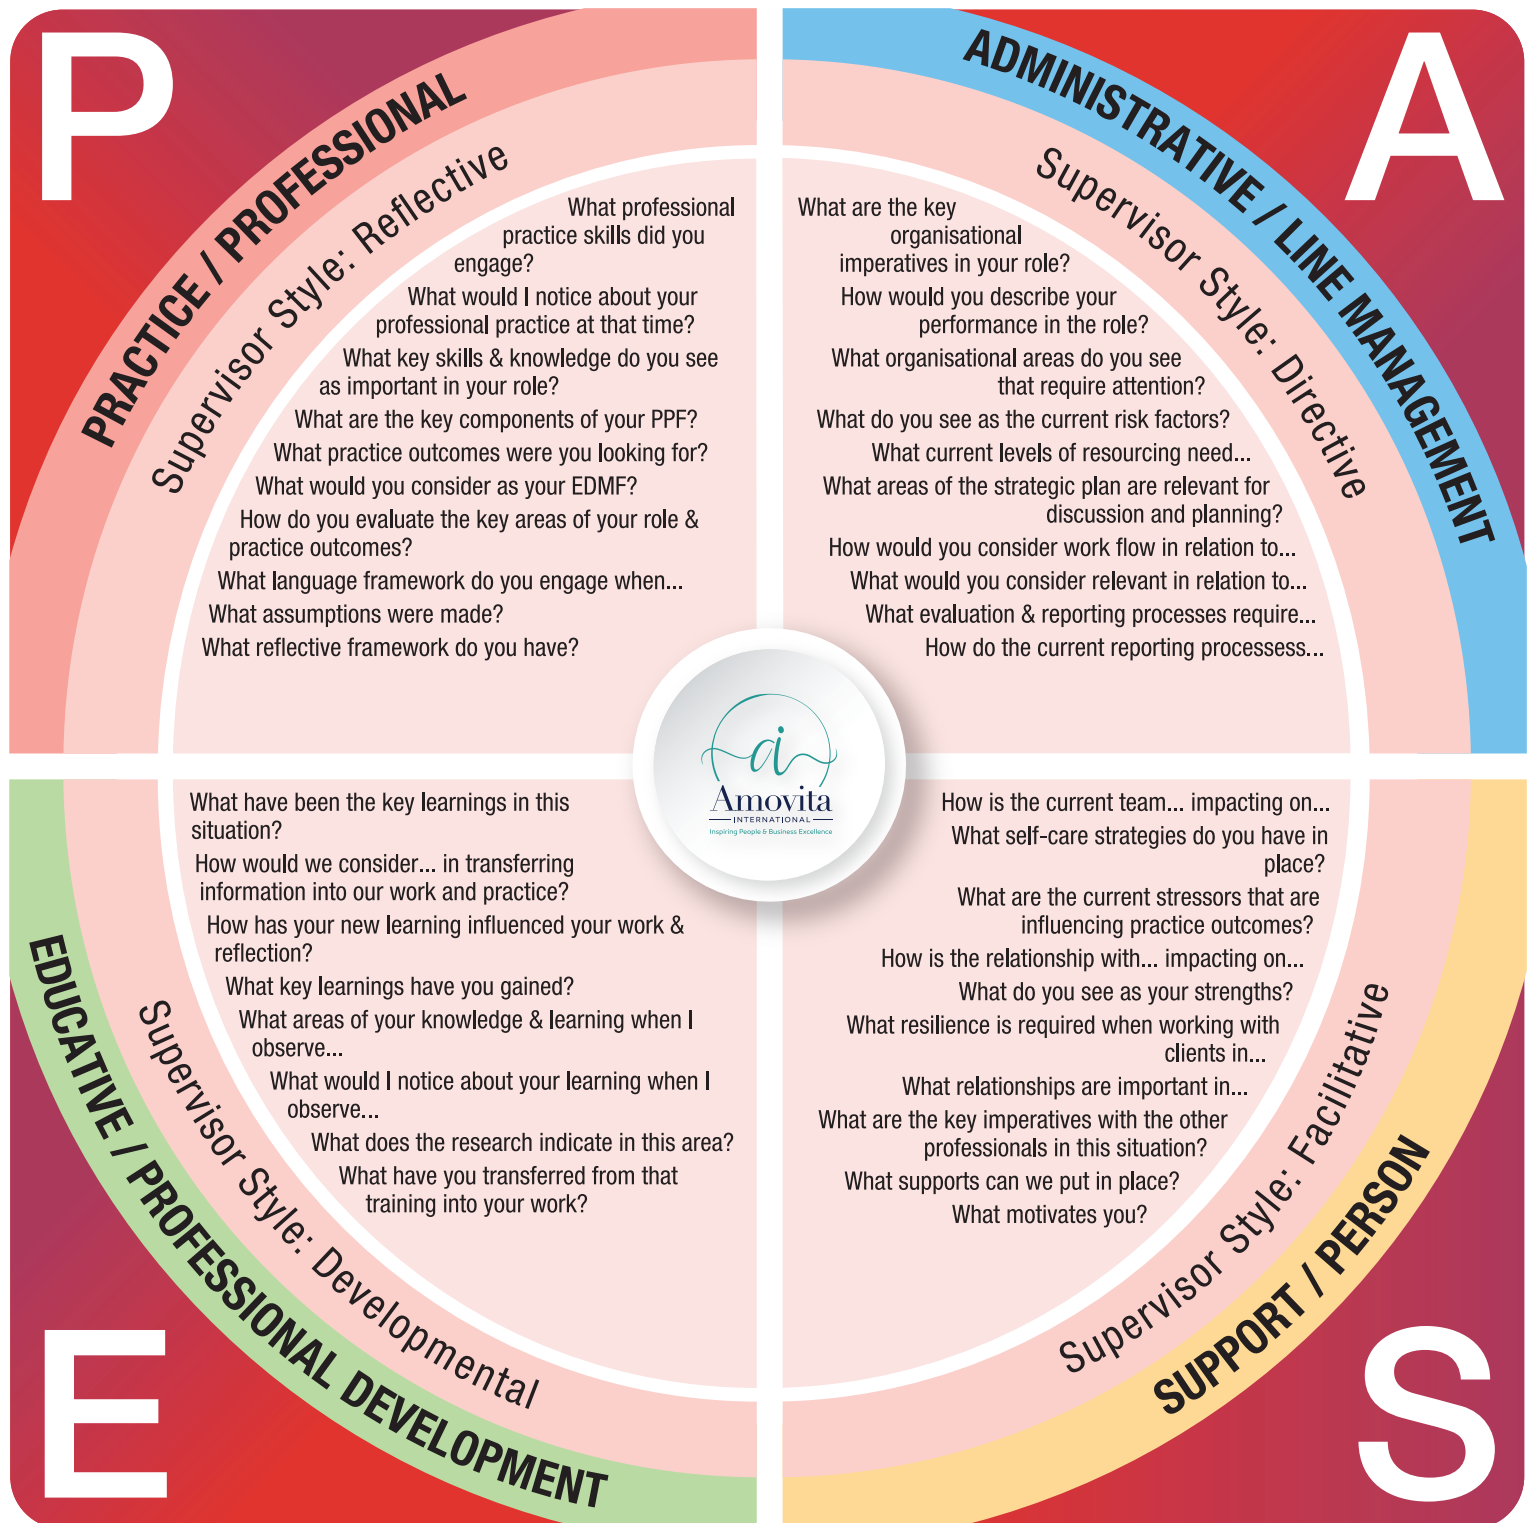 P
PRACTICE / PROFESSIONAL
Supervisor Style: Reflective
What professional
practice skills did you
engage?
What would I notice about your
professional practice at that time?
What key skills & knowledge do you see
as important in your role?
What are the key components of your PPF?
What practice outcomes were you looking for?
What would you consider as your EDMF?
How do you evaluate the key areas of your role &
practice outcomes?
What language framework do you engage when...
What assumptions were made?
What reflective framework do you have?
A
ADMINISTRATIVE / LINE MANAGEMENT
Supervisor Style: Directive
What are the key
organisational
imperatives in your role?
How would you describe your
performance in the role?
What organisational areas do you see
that require attention?
What do you see as the current risk factors?
What current levels of resourcing need...
What areas of the strategic plan are relevant for
discussion and planning?
How would you consider work flow in relation to...
What would you consider relevant in relation to...
What evaluation & reporting processes require...
How do the current reporting processess...
ai
Amovita
INTERNATIONAL
Inspiring People & Business Excellence
E
EDUCATIVE / PROFESSIONAL DEVELOPMENT
Supervisor Style: Developmental
What have been the key learnings in this
situation?
How would we consider... in transferring
information into our work and practice?
How has your new learning influenced your work &
reflection?
What key learnings have you gained?
What areas of your knowledge & learning when I
observe...
What would I notice about your learning when I
observe...
What does the research indicate in this area?
What have you transferred from that
training into your work?
S
SUPPORT / PERSON
Supervisor Style: Facilitative
How is the current team... impacting on...
What self-care strategies do you have in
place?
What are the current stressors that are
influencing practice outcomes?
How is the relationship with... impacting on...
What do you see as your strengths?
What resilience is required when working with
clients in...
What relationships are important in...
What are the key imperatives with the other
professionals in this situation?
What supports can we put in place?
What motivates you?